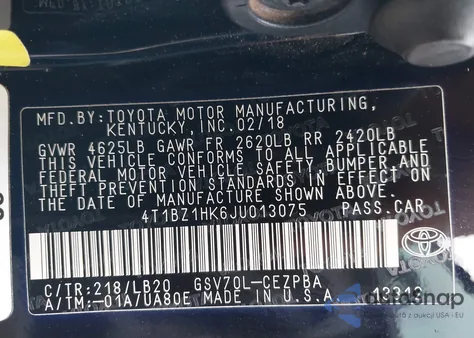 MFD.BY:TOYOTA MOTOR MANUFACTURING,
KENTUCKY, INC.02/18
GVWR 4625LB GAWR FR 2620LB RR 2420LB
THIS VEHICLE CONFORMS TO ALL APPLICABLE
FEDERAL MOTOR VEHICLE SAFETY,BUMPER,AND
THEFT PREVENTION STANDARDS IN EFFECT ON
THE DATE OF MANUFACTURE SHOWN ABOVE.
4T1BZ1HK6JU013075 PASS.CAR
C/TR:218/LB20 GSV70L-CEZPBA
A/TM:-01A/UA80E MADE IN U.S.A. 13313
TOYOTA
AutoSnap